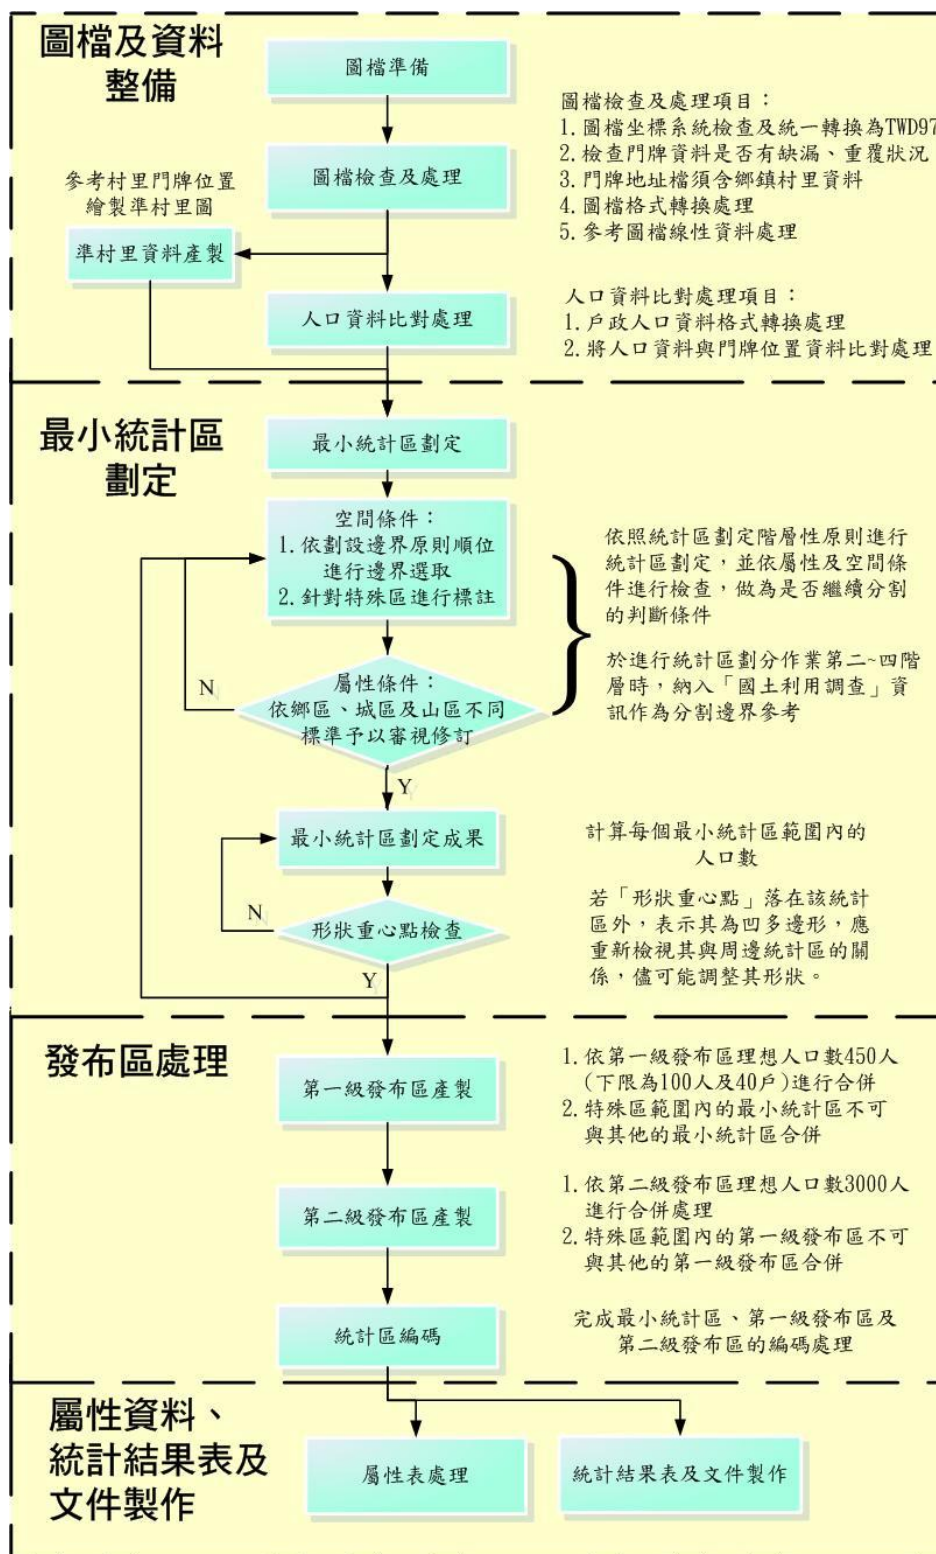 圖檔及資料
整備
圖檔準備
圖檔檢查及處理項目：
1.圖檔坐標系統檢查及統一轉換為TWD97
2.檢查門牌資料是否有缺漏、重覆狀況
3.門牌地址檔須含鄉鎮村里資料
4.圖檔格式轉換處理
5.參考圖檔線性資料處理
圖檔檢查及處理
參考村里門牌位置
繪製準村里圖
準村里資料產製
人口資料比對處理
人口資料比對處理項目：
1.戶政人口資料格式轉換處理
2.將人口資料與門牌位置資料比對處理
最小統計區
劃定
最小統計區劃定
空間條件：
1.依劃設邊界原則順位
進行邊界選取
2.針對特殊區進行標註
依照統計區劃定階層性原則進行
統計區劃定，並依屬性及空間條
件進行檢查，做為是否繼續分割
的判斷條件
於進行統計區劃分作業第二~四階
層時，納入「國土利用調查」資
訊作為分割邊界參考
N
屬性條件：
依鄉區、城區及山區不同
標準予以審視修訂
Y
最小統計區劃定成果
計算每個最小統計區範圍內的
人口數
若「形狀重心點」落在該統計
區外，表示其為凹多邊形，應
重新檢視其與周邊統計區的關
係，儘可能調整其形狀。
N
形狀重心點檢查
Y
發布區處理
第一級發布區產製
1.依第一級發布區理想人口數450人
(下限為100人及40戶)進行合併
2.特殊區範圍內的最小統計區不可
與其他的最小統計區合併
第二級發布區產製
1.依第二級發布區理想人口數3000人
進行合併處理
2.特殊區範圍內的第一級發布區不可
與其他的第一級發布區合併
統計區編碼
完成最小統計區、第一級發布區及
第二級發布區的編碼處理
屬性資料、
統計結果表及
文件製作
屬性表處理
統計結果表及文件製作